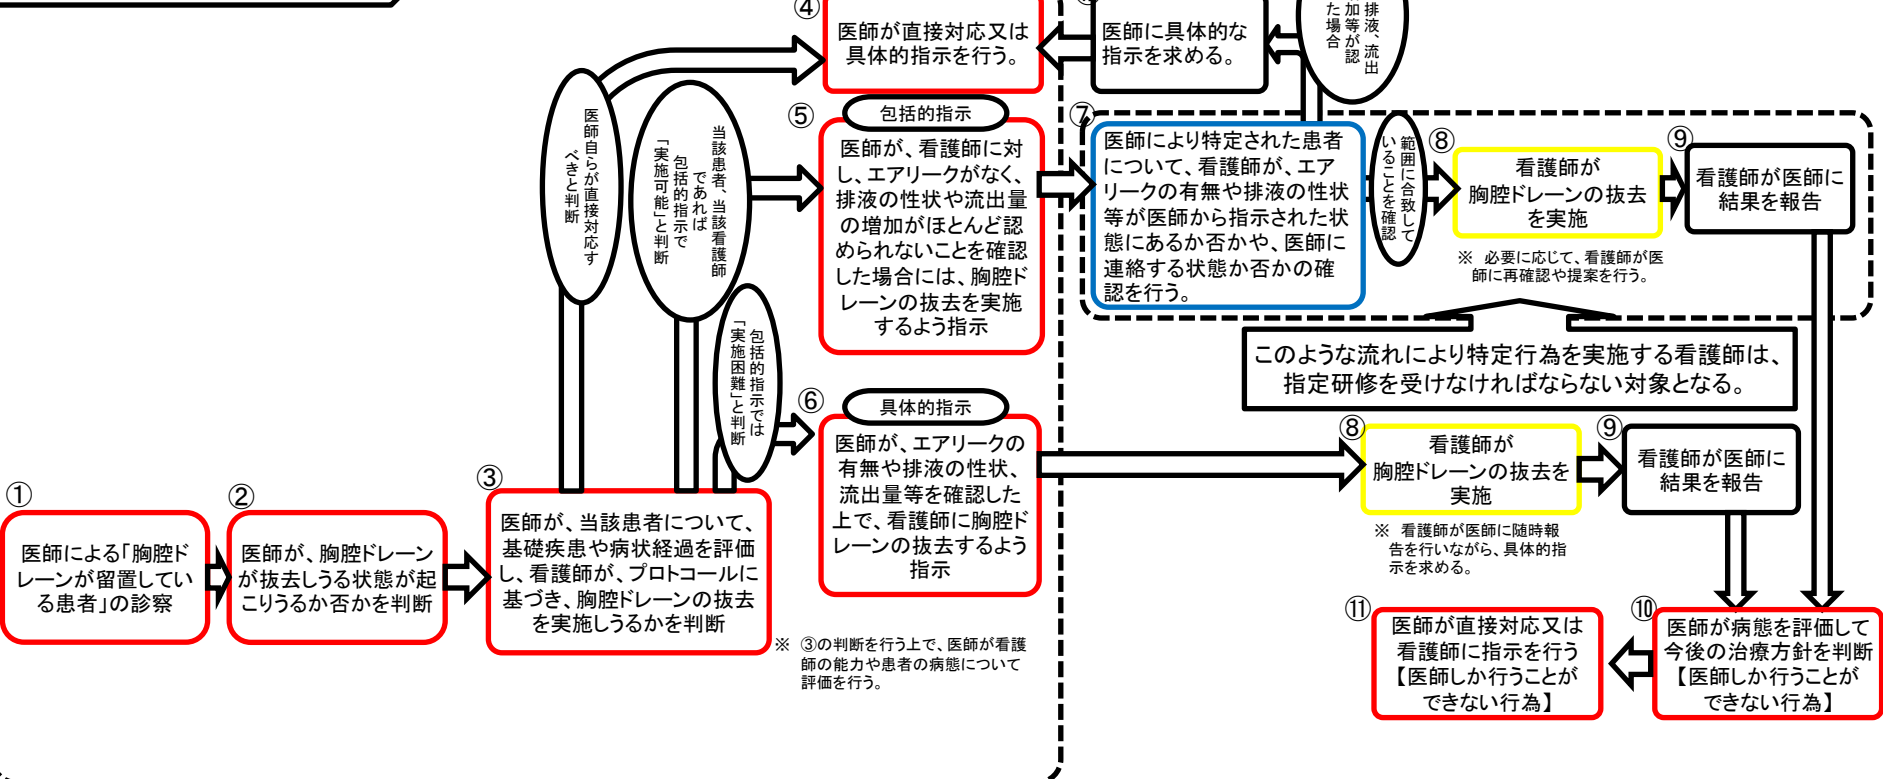 ①
医師による「胸腔ド
レーンが留置してい
る患者」の診察
②
医師が、胸腔ドレーン
が抜去しうる状態が起
こりうるか否かを判断
③
医師が、当該患者について、
基礎疾患や病状経過を評価
し、看護師が、プロトコールに
基づき、胸腔ドレーンの抜去
を実施しうるかを判断
※ ③の判断を行う上で、医師が看護
師の能力や患者の病態について
評価を行う。
医師自らが直接対応す
べきと判断
当該患者、当該看護師
であれば
包括的指示で
「実施可能」と判断
包括的指示では
「実施困難」と判断
④
医師が直接対応又は
具体的指示を行う。
⑤
包括的指示
医師が、看護師に対
し、エアリークがなく、
排液の性状や流出量
の増加がほとんど認
められないことを確認
した場合には、胸腔ド
レーンの抜去を実施
するよう指示
⑥
具体的指示
医師が、エアリークの
有無や排液の性状、
流出量等を確認した
上で、看護師に胸腔ド
レーンの抜去するよう
指示
医師に具体的な
指示を求める。
排液、流出
加等が認
た場合
⑦
医師により特定された患者
について、看護師が、エア
リークの有無や排液の性状
等が医師から指示された状
態にあるか否かや、医師に
連絡する状態か否かの確
認を行う。
範囲に合致して
いることを確認
⑧
看護師が
胸腔ドレーンの抜去
を実施
※ 必要に応じて、看護師が医
師に再確認や提案を行う。
⑨
看護師が医師に
結果を報告
このような流れにより特定行為を実施する看護師は、
指定研修を受けなければならない対象となる。
⑧
看護師が
胸腔ドレーンの抜去を
実施
※ 看護師が医師に随時報
告を行いながら、具体的指
示を求める。
⑨
看護師が医師に
結果を報告
⑩
医師が病態を評価して
今後の治療方針を判断
【医師しか行うことが
できない行為】
⑪
医師が直接対応又は
看護師に指示を行う
【医師しか行うことが
できない行為】